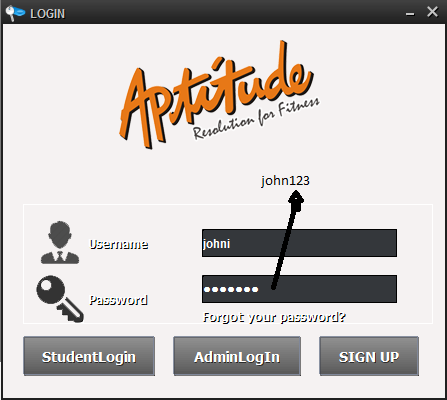 LOGIN
Aptitude
Resolution for Fitness
john123
Username
johni
Password
●●●●●●●
Forgot your password?
StudentLogin
AdminLogIn
SIGN UP